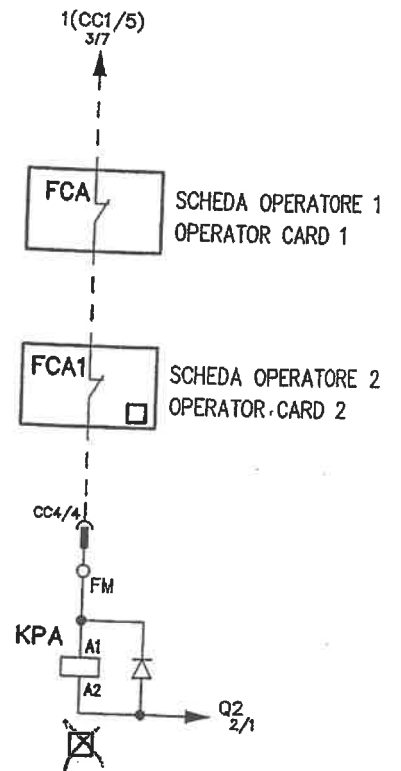 1(CC1/5)
3/7
FCA
SCHEDA OPERATORE 1
OPERATOR CARD 1
FCA1
SCHEDA OPERATORE 2
OPERATOR CARD 2
CC4/4
FM
KPA
A1
A2
Q2
2/1